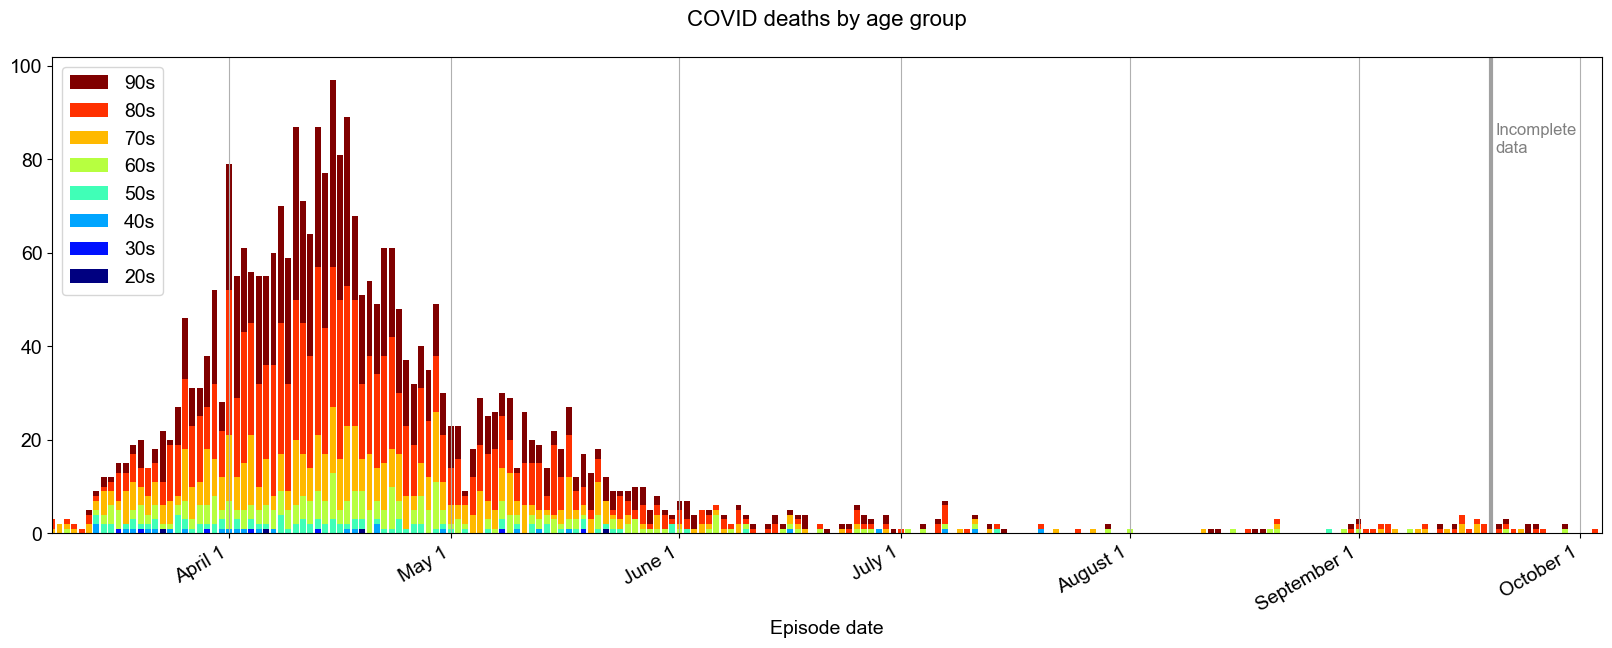 COVID deaths by age group
100
80
60
40
20
0
90s
80s
70s
60s
50s
40s
30s
20s
Incomplete
data
April 1
May 1
June 1
July 1
August 1
September 1
October 1
Episode date